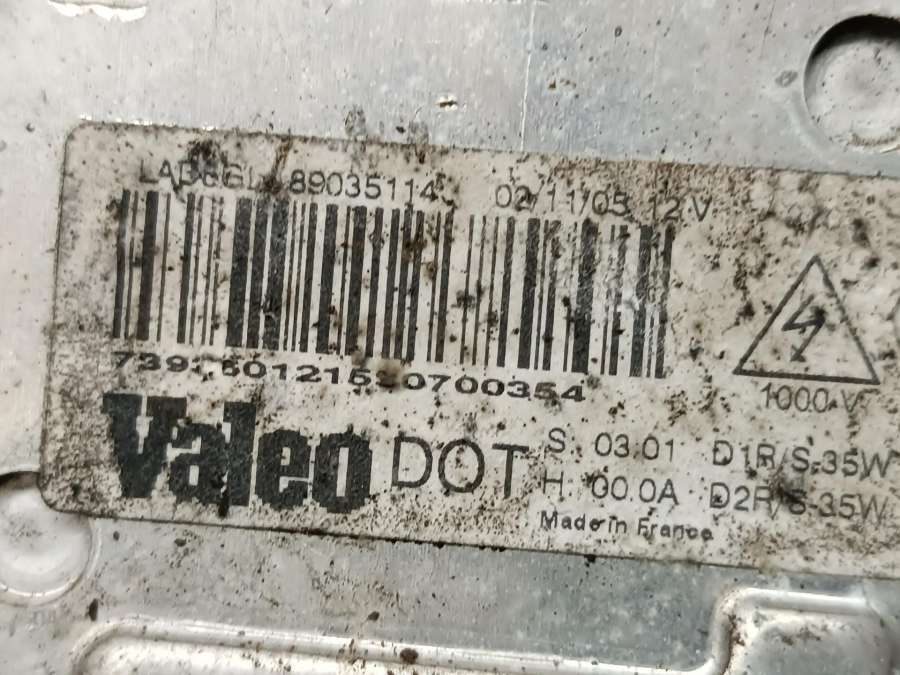 89035114 02/11/05 12 V
1000 V
Valeo DOT
S. 03.01 D1R/S-35W
H. 00.0A D2R/S-35W
Made in France